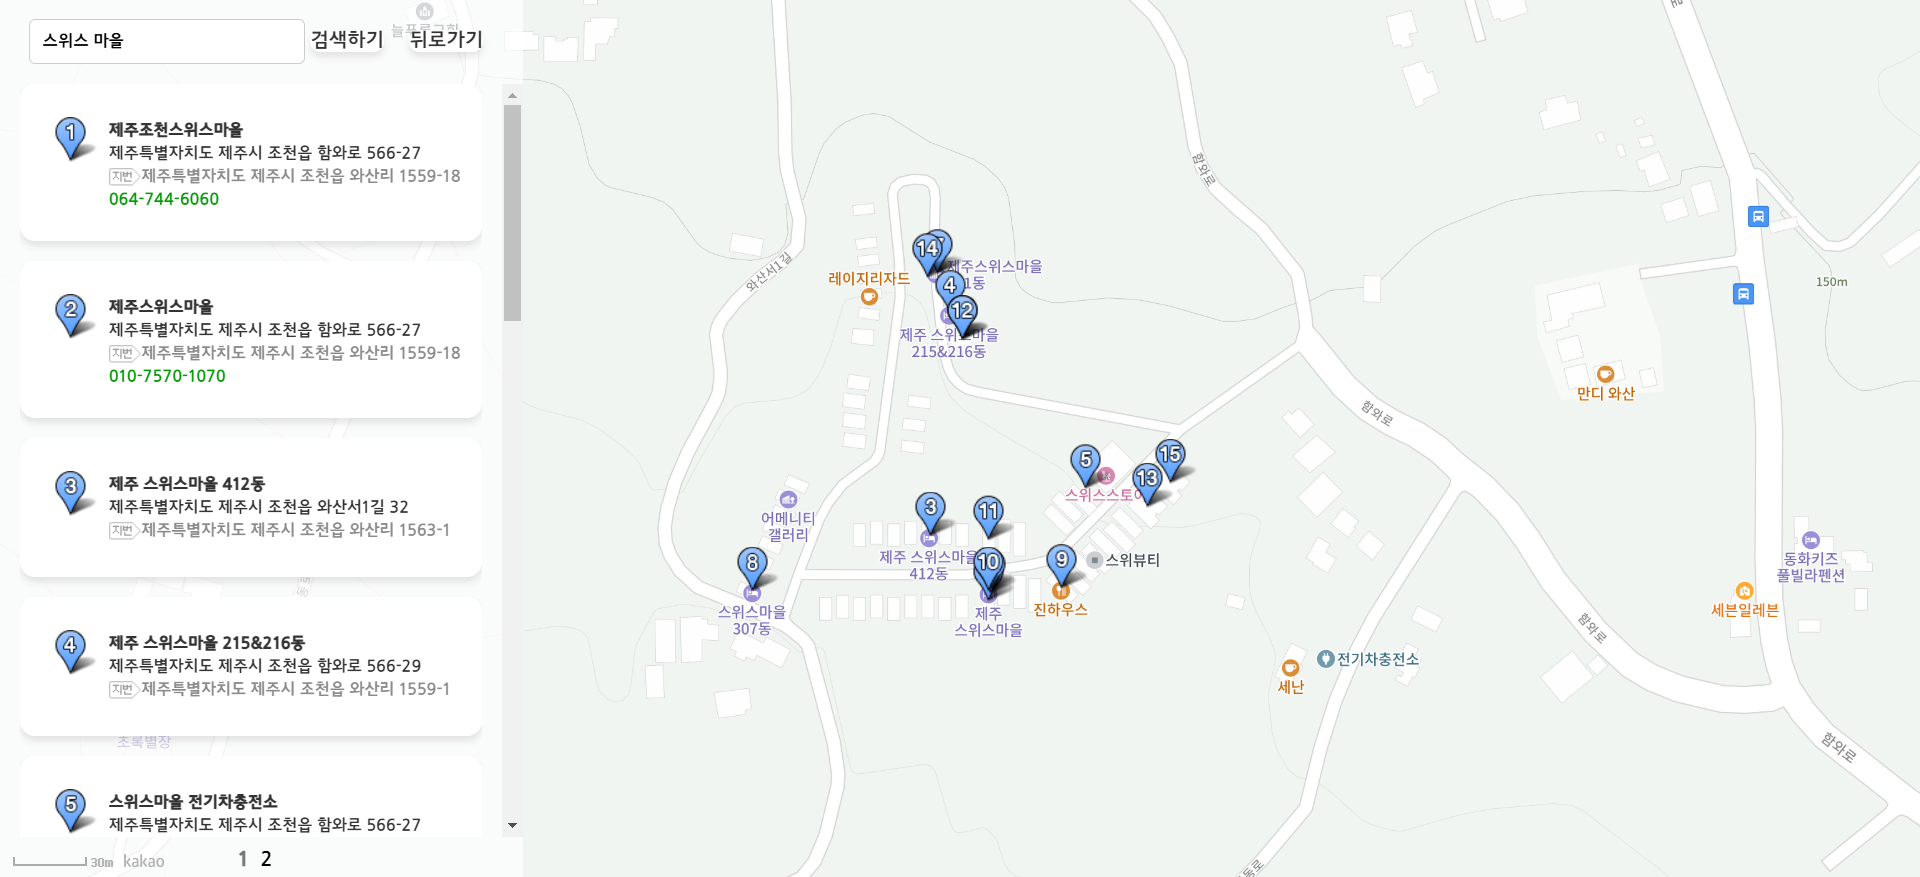 스위스 마을
검색하기
뒤로가기
1
제주조천스위스마을
제주특별자치도 제주시 조천읍 함와로 566-27
지번 제주특별자치도 제주시 조천읍 와산리 1559-18
064-744-6060
2
제주스위스마을
제주특별자치도 제주시 조천읍 함와로 566-27
지번 제주특별자치도 제주시 조천읍 와산리 1559-18
010-7570-1070
3
제주 스위스마을 412동
제주특별자치도 제주시 조천읍 와산서1길 32
지번 제주특별자치도 제주시 조천읍 와산리 1563-1
4
제주 스위스마을 215&216동
제주특별자치도 제주시 조천읍 함와로 566-29
지번 제주특별자치도 제주시 조천읍 와산리 1559-1
초록별장
5
스위스마을 전기차충전소
제주특별자치도 제주시 조천읍 함와로 566-27
30m
kakao
1 2
함와로
와산서1길
14
제주스위스마을
1동
레이지리자드
4
12
제주 스위스마을
215&216동
150m
만디 와산
함와로
5
15
13
스위스스토어
3
11
어메니티
갤러리
제주 스위스마을
412동
8
10
9
스위뷰티
스위스마을
307동
제주
스위스마을
진하우스
동화키즈
풀빌라펜션
세븐일레븐
함와로
전기차충전소
세난
함와로